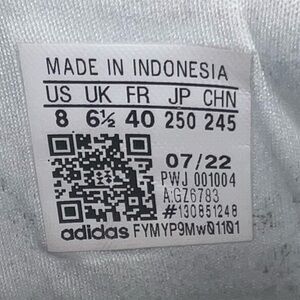 MADE IN INDONESIA
US UK FR JP CHN
8 6½ 40 250 245
07/22
PWJ 001004
A:GZ6783
#130851248
adidas FYMYP9Mw01101